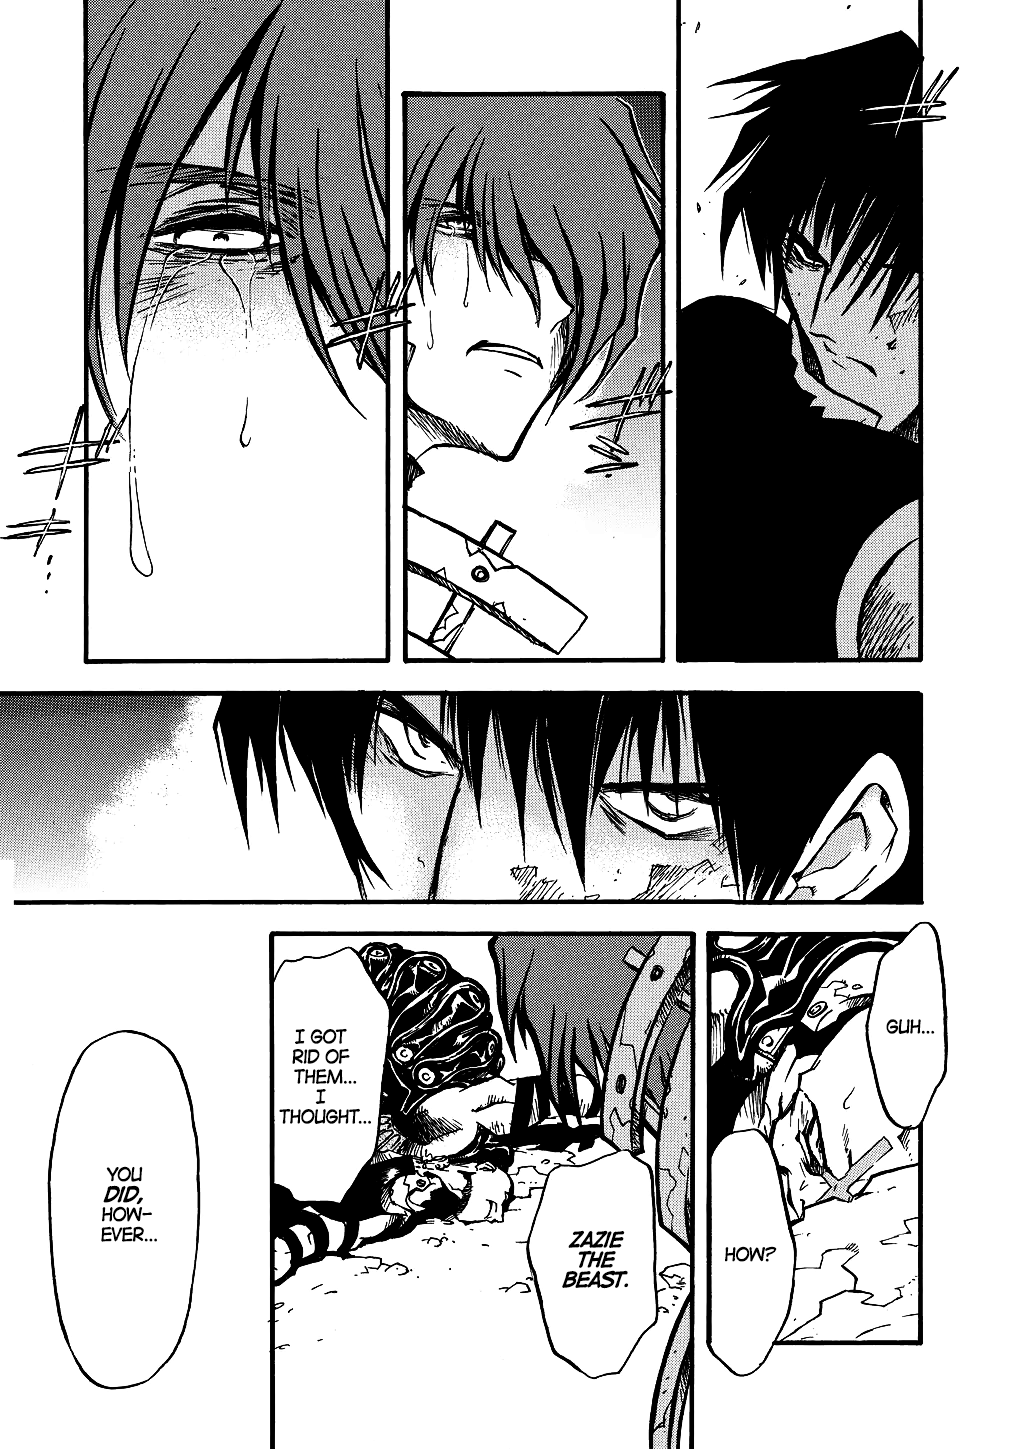 GUH...
HOW?
ZAZIE
THE
BEAST.
I GOT
RID OF
THEM...
I
THOUGHT...
YOU
DID,
HOW–
EVER...